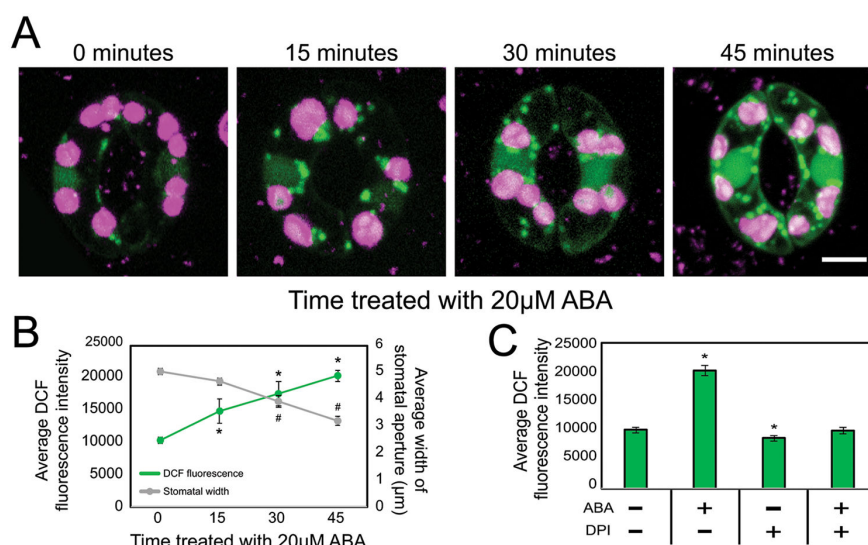 A
0 minutes 15 minutes 30 minutes 45 minutes
Time treated with 20µM ABA
B
Average DCF
fluorescence intensity
25000
20000
15000
10000
5000
0
* * *
# #
DCF fluorescence
Stomatal width
6
5
4
3
2
1
0
Average width of
stomatal aperture (µm)
0 15 30 45
Time treated with 20µM ABA
C
Average DCF
fluorescence intensity
25000
20000
15000
10000
5000
0
* *
ABA - + - +
DPI - - + +